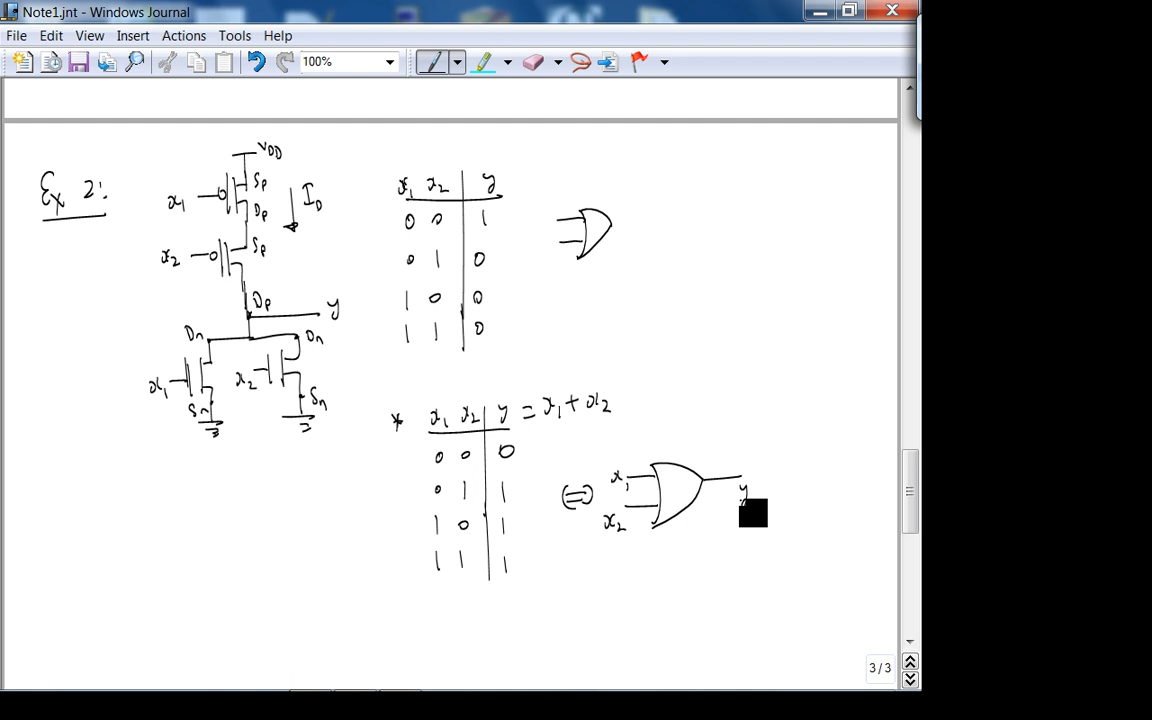 Note1.jnt - Windows Journal
File Edit View Insert Actions Tools Help
100%
Ex 2:
VDD
Sp
x1
Dp
ID
x2
Sp
Dp
y
Dn Dn
x1 x2
Sn Sn
x1 x2 y
0 0 1
0 1 0
1 0 0
1 1 0
* x1 x2 y = x1 + x2
0 0 0
0 1 1
1 0 1
1 1 1
⇔ x1
x2
y
3/3